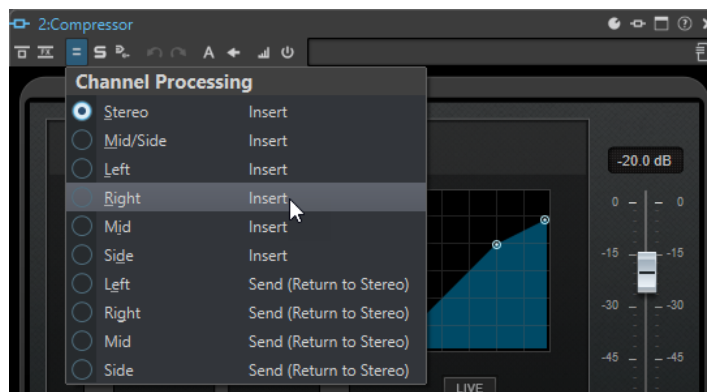 2:Compressor
FX S A
Channel Processing
Stereo Insert
Mid/Side Insert
Left Insert
Right Insert
Mid Insert
Side Insert
Left Send (Return to Stereo)
Right Send (Return to Stereo)
Mid Send (Return to Stereo)
Side Send (Return to Stereo)
-20.0 dB
0 0
-15 -15
-30 -30
-45 -45
LIVE